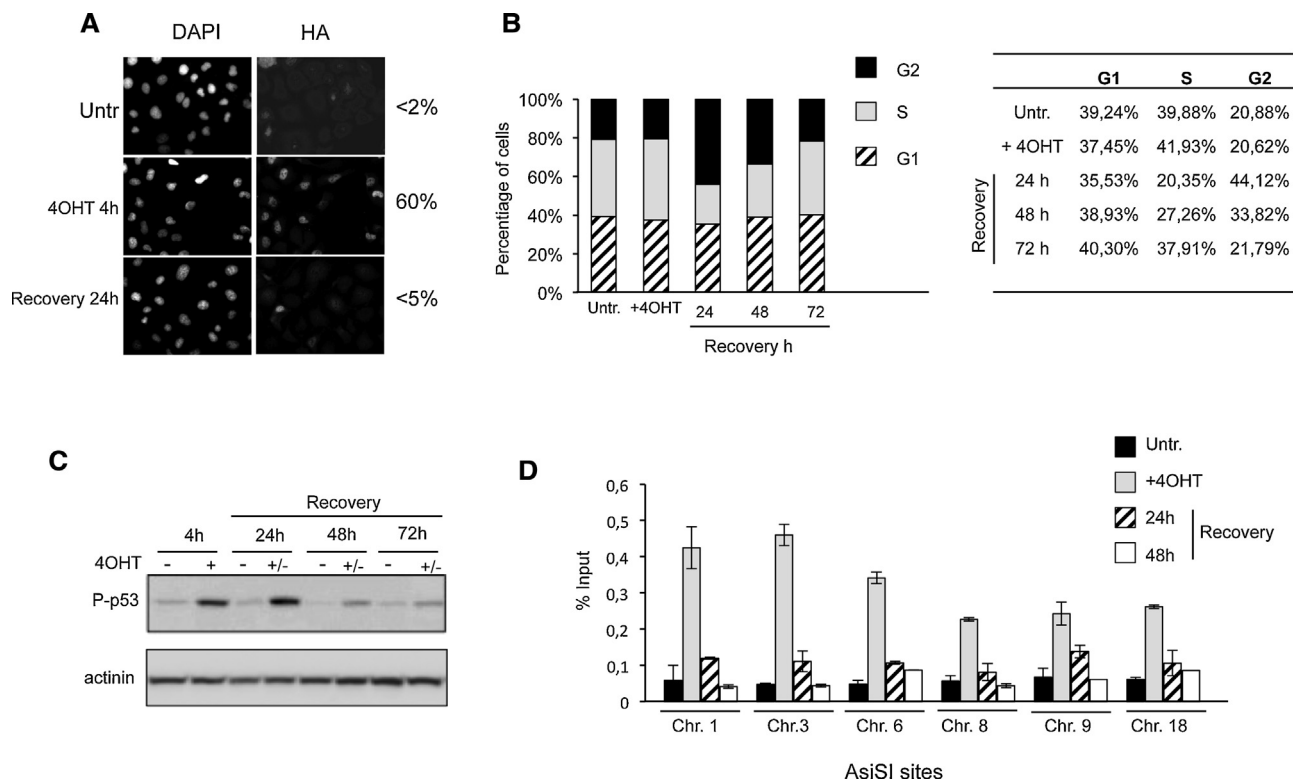 A
DAPI HA
Untr <2%
4OHT 4h 60%
Recovery 24h <5%
B
G2
S
G1
Percentage of cells
100%
80%
60%
40%
20%
0%
Untr. +4OHT 24 48 72
Recovery h
G1 S G2
Untr. 39,24% 39,88% 20,88%
+ 4OHT 37,45% 41,93% 20,62%
Recovery
24 h 35,53% 20,35% 44,12%
48 h 38,93% 27,26% 33,82%
72 h 40,30% 37,91% 21,79%
C
Recovery
4h 24h 48h 72h
4OHT - + - +/- - +/- - +/-
P-p53
actinin
D
Untr.
+4OHT
24h
48h
Recovery
% Input
0,6
0,5
0,4
0,3
0,2
0,1
0
Chr. 1 Chr.3 Chr. 6 Chr. 8 Chr. 9 Chr. 18
AsiSI sites